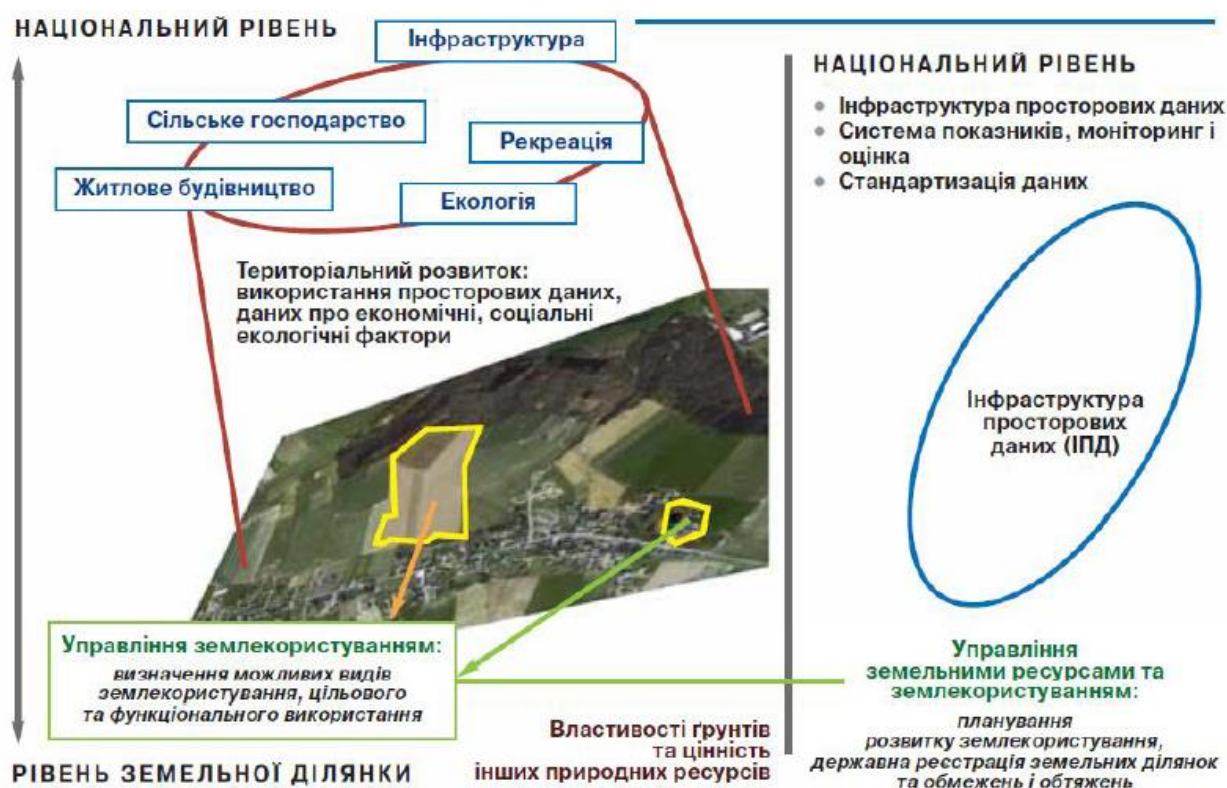 НАЦІОНАЛЬНИЙ РІВЕНЬ
Інфраструктура
Сільське господарство
Рекреація
Житлове будівництво
Екологія
Територіальний розвиток:
використання просторових даних,
даних про економічні, соціальні
екологічні фактори
Управління землекористуванням:
визначення можливих видів
землекористування, цільового
та функціонального використання
Властивості ґрунтів
та цінність
інших природних ресурсів
РІВЕНЬ ЗЕМЕЛЬНОЇ ДІЛЯНКИ
НАЦІОНАЛЬНИЙ РІВЕНЬ
Інфраструктура просторових даних
Система показників, моніторинг і
оцінка
Стандартизація даних
Інфраструктура
просторових
даних (ІПД)
Управління
земельними ресурсами та
землекористуванням:
планування
розвитку землекористування,
державна реєстрація земельних ділянок
та обмежень і обтяжень